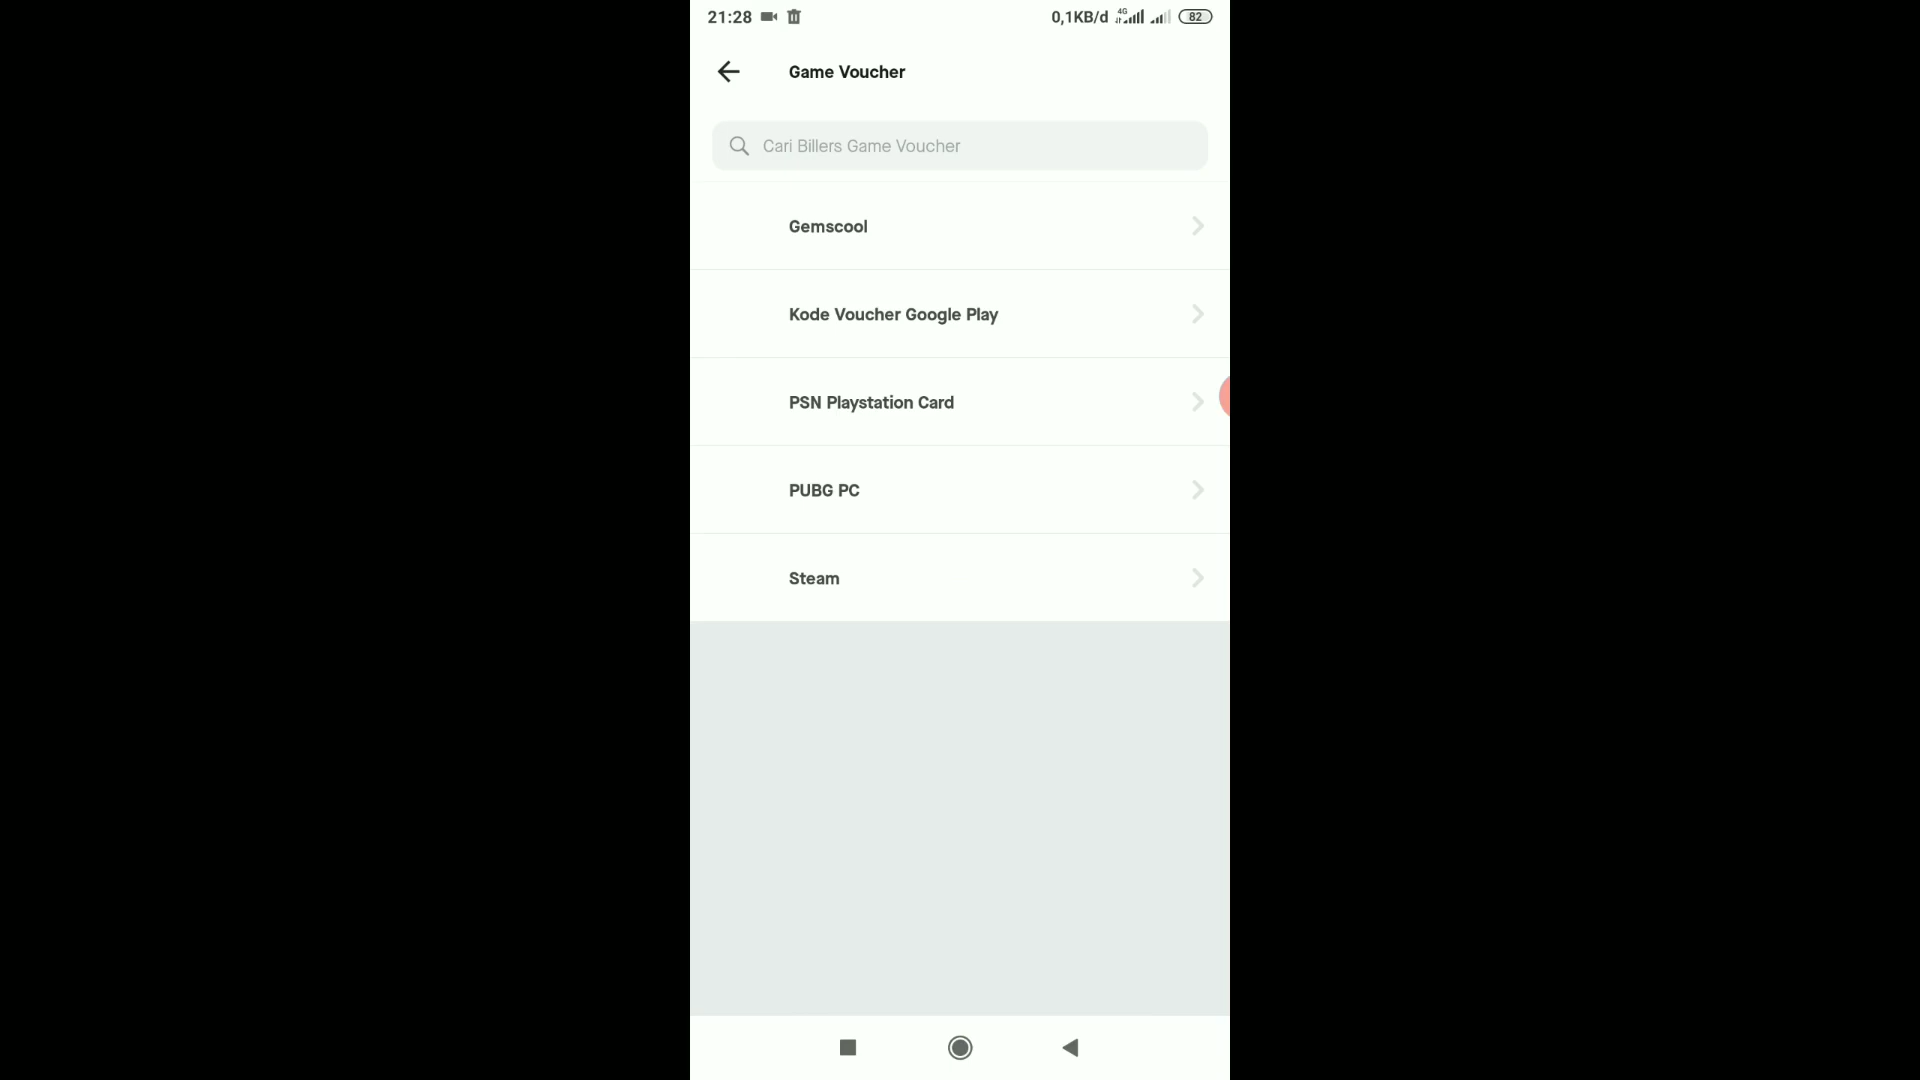 21:28 0,1KB/d 4G 82
Game Voucher
Cari Billers Game Voucher
Gemscool
Kode Voucher Google Play
PSN Playstation Card
PUBG PC
Steam